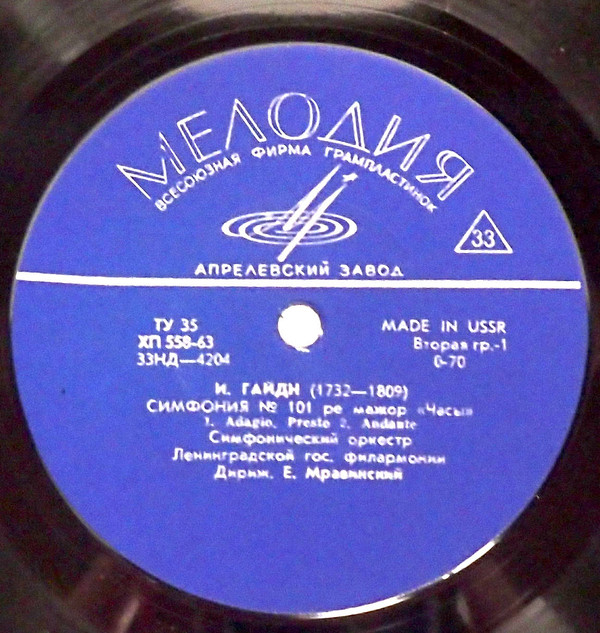 МЕЛОДИЯ
ВСЕСОЮЗНАЯ ФИРМА ГРАМПЛАСТИНОК
33
АПРЕЛЕВСКИЙ ЗАВОД
ТУ 35
ХП 558-63
33НД—4204
MADE IN USSR
Вторая гр.-1
0-70
И. ГАЙДН (1732—1809)
СИМФОНИЯ № 101 ре мажор «Часы»
1. Adagio, Presto 2. Andante
Симфонический оркестр
Ленинградской гос. филармонии
Дириж. Е. Мравинский